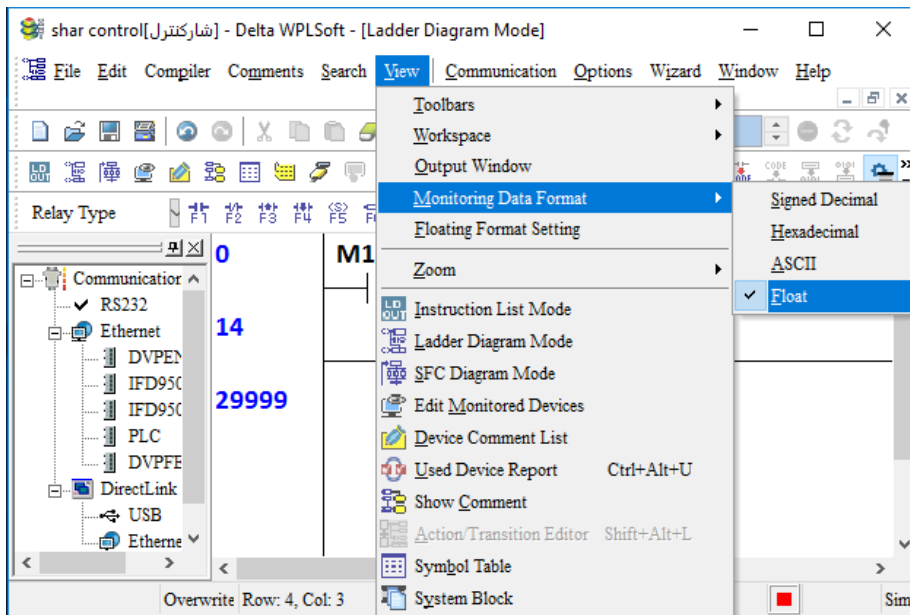 shar control[شارکنترل] - Delta WPLSoft - [Ladder Diagram Mode]
File Edit Compiler Comments Search View Communication Options Wizard Window Help
Toolbars
Workspace
Output Window
Monitoring Data Format
Floating Format Setting
Zoom
Instruction List Mode
Ladder Diagram Mode
SFC Diagram Mode
Edit Monitored Devices
Device Comment List
Used Device Report Ctrl+Alt+U
Show Comment
Action/Transition Editor Shift+Alt+L
Symbol Table
System Block
Signed Decimal
Hexadecimal
ASCII
Float
Relay Type F1 F2 F3 F4 F5
Communication
RS232
Ethernet
DVPEN
IFD950
IFD950
PLC
DVPFE
DirectLink
USB
Etherne
0 M1
14
29999
Overwrite Row: 4, Col: 3 Sim